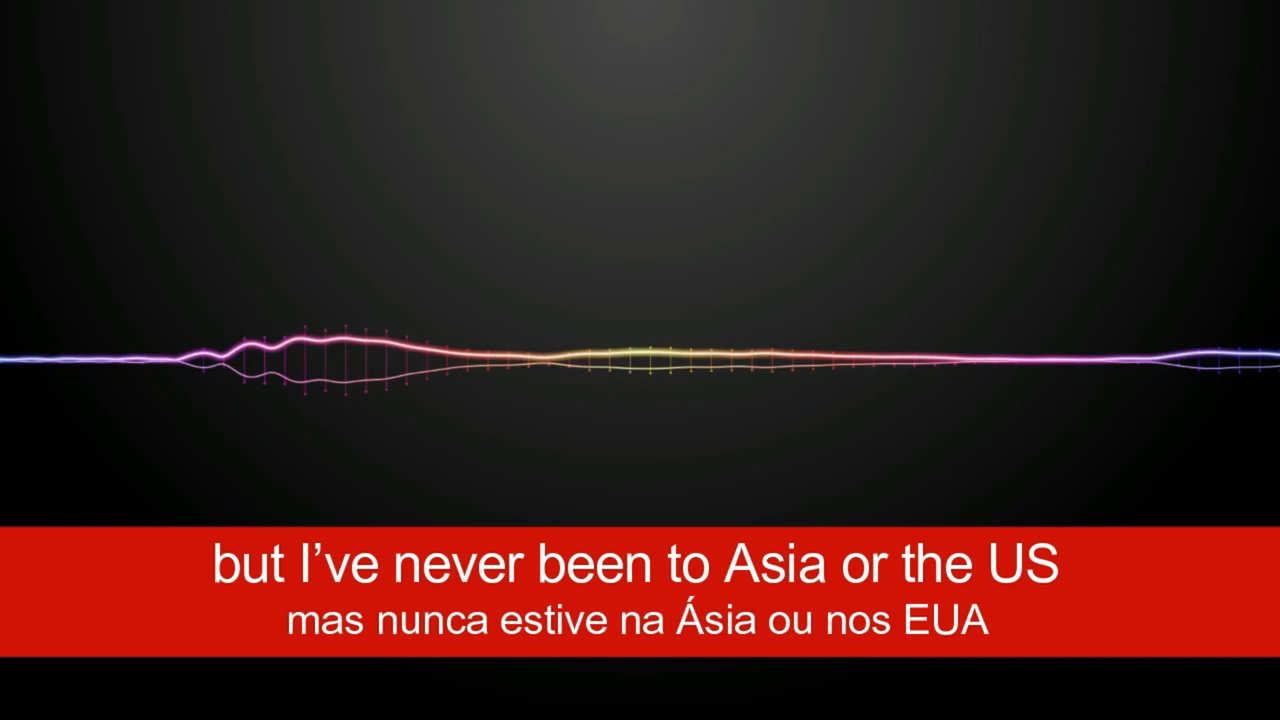 but I’ve never been to Asia or the US
mas nunca estive na Ásia ou nos EUA